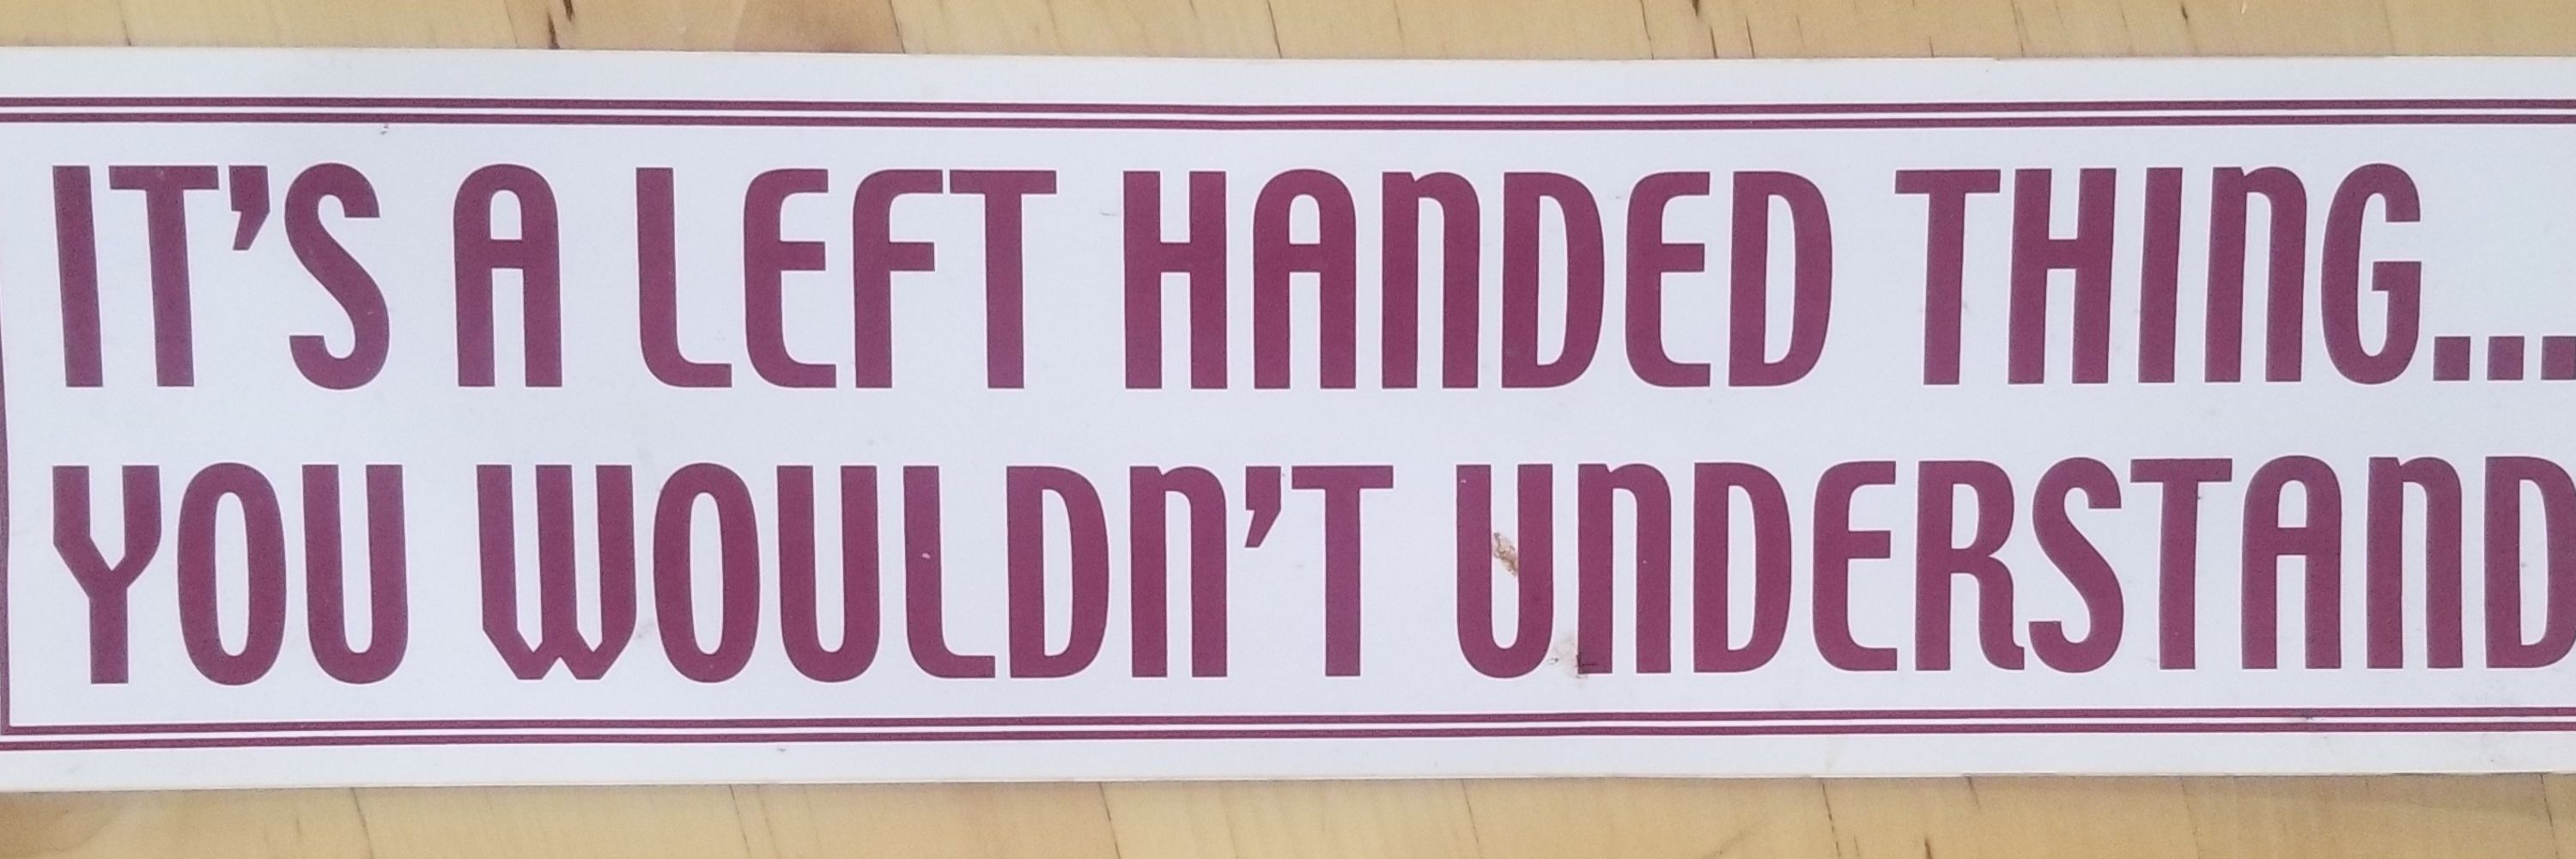 IT'S A LEFT HANDED THING...
YOU WOULDN'T UNDERSTAND